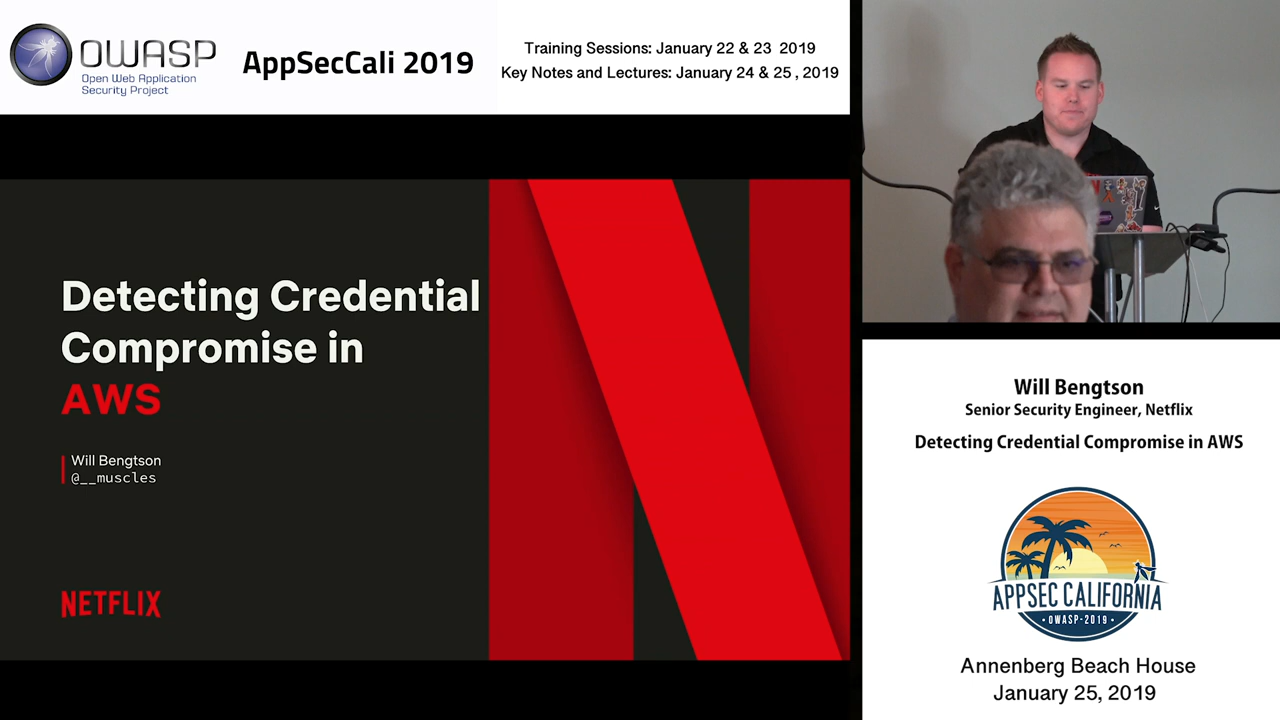 OWASP
Open Web Application
Security Project
AppSecCali 2019
Training Sessions: January 22 & 23 2019
Key Notes and Lectures: January 24 & 25 , 2019
Detecting Credential
Compromise in
AWS
Will Bengtson
@__muscles
NETFLIX
Will Bengtson
Senior Security Engineer, Netflix
Detecting Credential Compromise in AWS
APPSEC CALIFORNIA
· OWASP-2019 ·
Annenberg Beach House
January 25, 2019